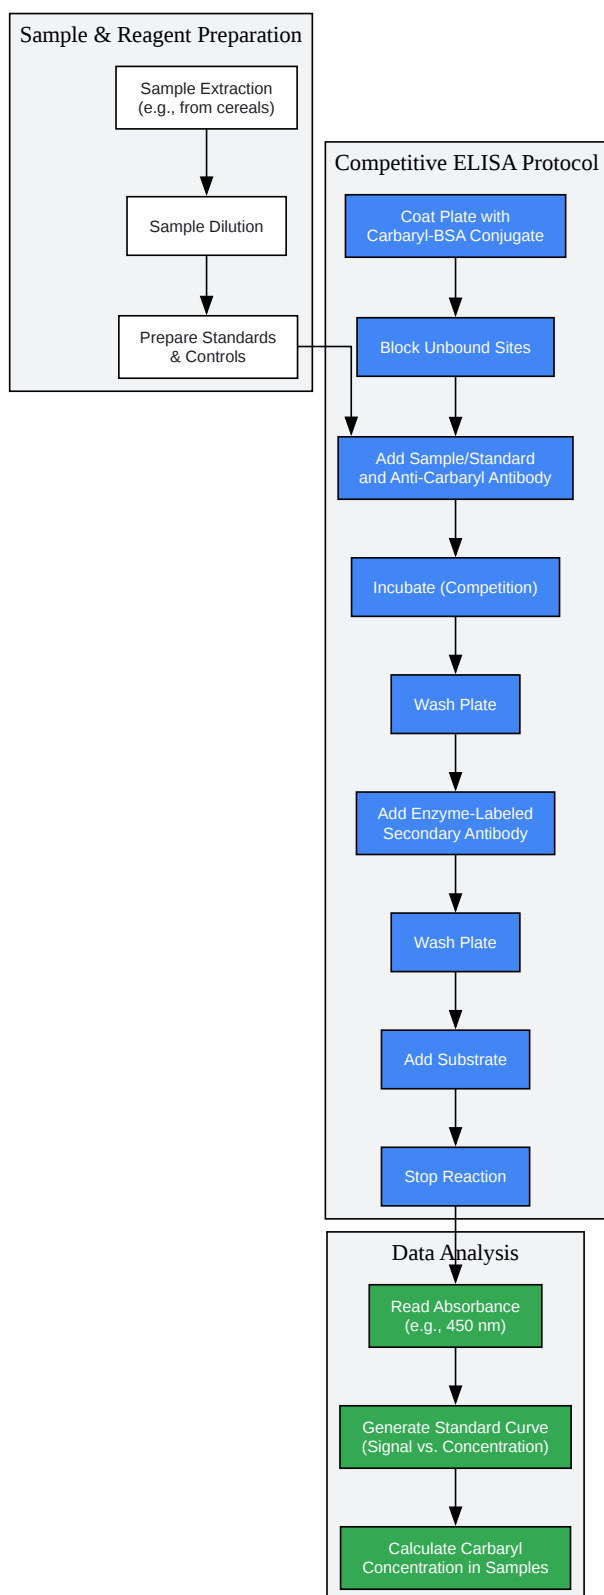 Sample & Reagent Preparation
Sample Extraction
(e.g., from cereals)
Sample Dilution
Prepare Standards
& Controls
Competitive ELISA Protocol
Coat Plate with
Carbaryl-BSA Conjugate
Block Unbound Sites
Add Sample/Standard
and Anti-Carbaryl Antibody
Incubate (Competition)
Wash Plate
Add Enzyme-Labeled
Secondary Antibody
Wash Plate
Add Substrate
Stop Reaction
Data Analysis
Read Absorbance
(e.g., 450 nm)
Generate Standard Curve
(Signal vs. Concentration)
Calculate Carbaryl
Concentration in Samples